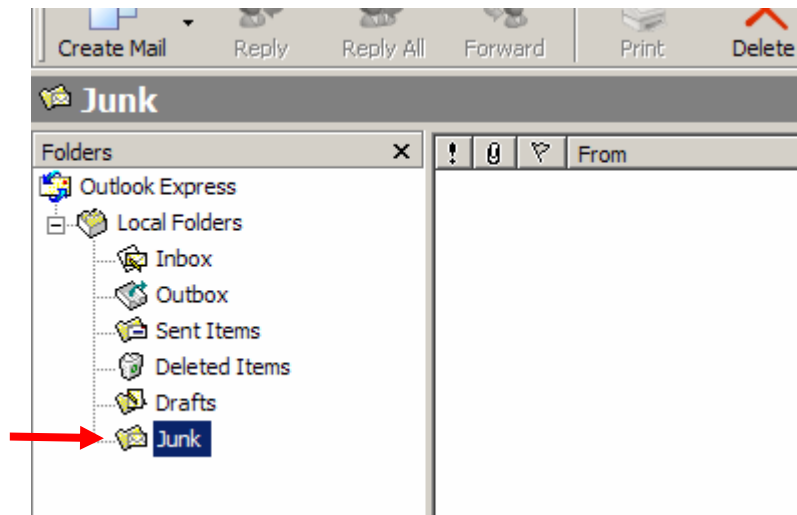 Create Mail Reply Reply All Forward Print Delete
Junk
Folders ! From
Outlook Express
Local Folders
Inbox
Outbox
Sent Items
Deleted Items
Drafts
Junk